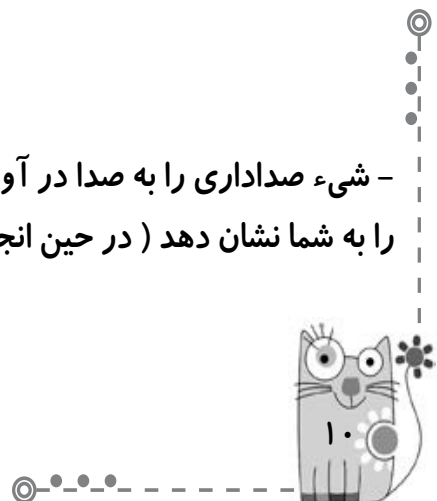 - شیء صداداری را به صدا در آو
را به شما نشان دهد ( در حین انج
۱۰